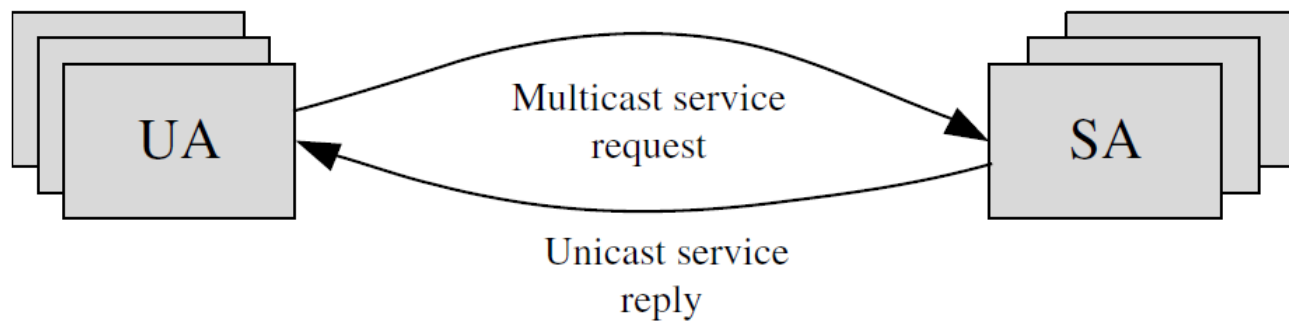 UA
Multicast service
request
SA
Unicast service
reply